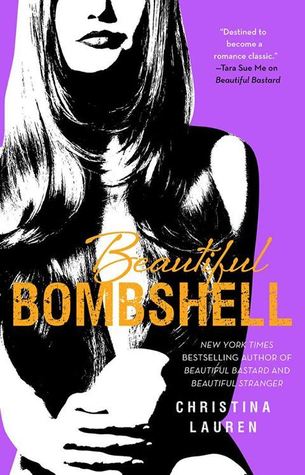 "Destined to
become a
romance classic."
—Tara Sue Me on
Beautiful Bastard
Beautiful
BOMBSHELL
NEW YORK TIMES
BESTSELLING AUTHOR OF
BEAUTIFUL BASTARD AND
BEAUTIFUL STRANGER
CHRISTINA
LAUREN